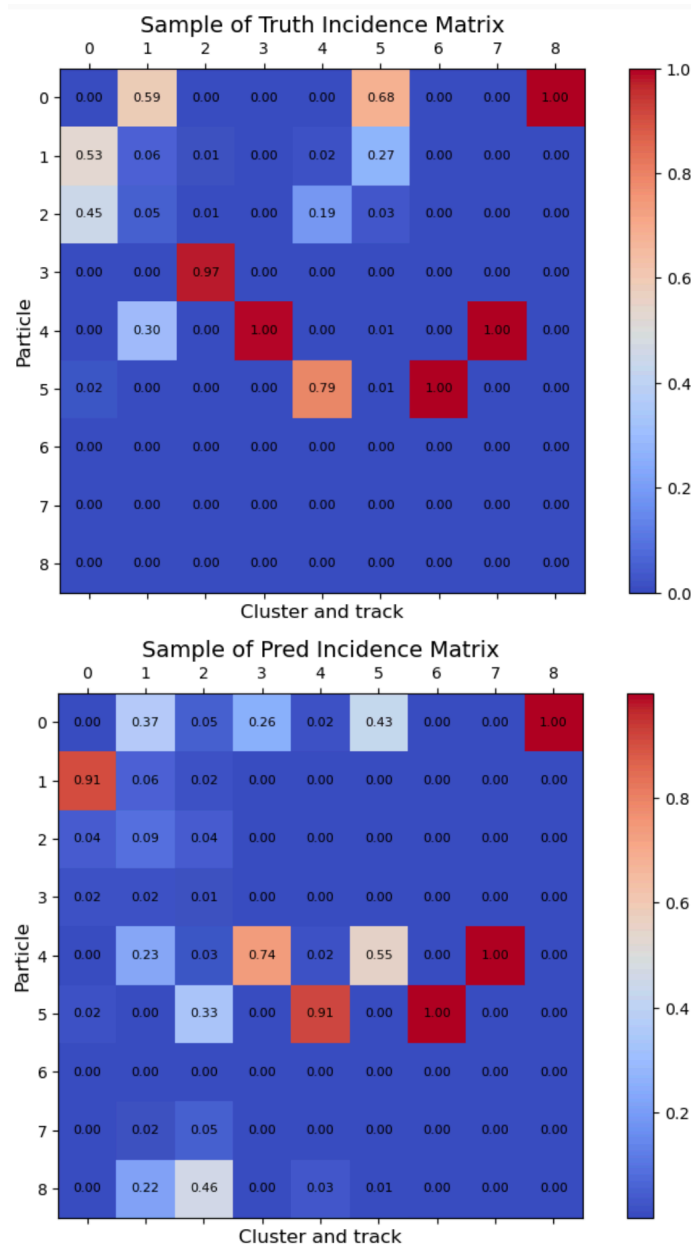 Sample of Truth Incidence Matrix
0 1 2 3 4 5 6 7 8
0 0.00 0.59 0.00 0.00 0.00 0.68 0.00 0.00 1.00
1 0.53 0.06 0.01 0.00 0.02 0.27 0.00 0.00 0.00
2 0.45 0.05 0.01 0.00 0.19 0.03 0.00 0.00 0.00
3 0.00 0.00 0.97 0.00 0.00 0.00 0.00 0.00 0.00
4 0.00 0.30 0.00 1.00 0.00 0.01 0.00 1.00 0.00
5 0.02 0.00 0.00 0.00 0.79 0.01 1.00 0.00 0.00
6 0.00 0.00 0.00 0.00 0.00 0.00 0.00 0.00 0.00
7 0.00 0.00 0.00 0.00 0.00 0.00 0.00 0.00 0.00
8 0.00 0.00 0.00 0.00 0.00 0.00 0.00 0.00 0.00
Particle
Cluster and track
1.0
0.8
0.6
0.4
0.2
0.0
Sample of Pred Incidence Matrix
0 1 2 3 4 5 6 7 8
0 0.00 0.37 0.05 0.26 0.02 0.43 0.00 0.00 1.00
1 0.91 0.06 0.02 0.00 0.00 0.00 0.00 0.00 0.00
2 0.04 0.09 0.04 0.00 0.00 0.00 0.00 0.00 0.00
3 0.02 0.02 0.01 0.00 0.00 0.00 0.00 0.00 0.00
4 0.00 0.23 0.03 0.74 0.02 0.55 0.00 1.00 0.00
5 0.02 0.00 0.33 0.00 0.91 0.00 1.00 0.00 0.00
6 0.00 0.00 0.00 0.00 0.00 0.00 0.00 0.00 0.00
7 0.00 0.02 0.05 0.00 0.00 0.00 0.00 0.00 0.00
8 0.00 0.22 0.46 0.00 0.03 0.01 0.00 0.00 0.00
Particle
Cluster and track
0.8
0.6
0.4
0.2